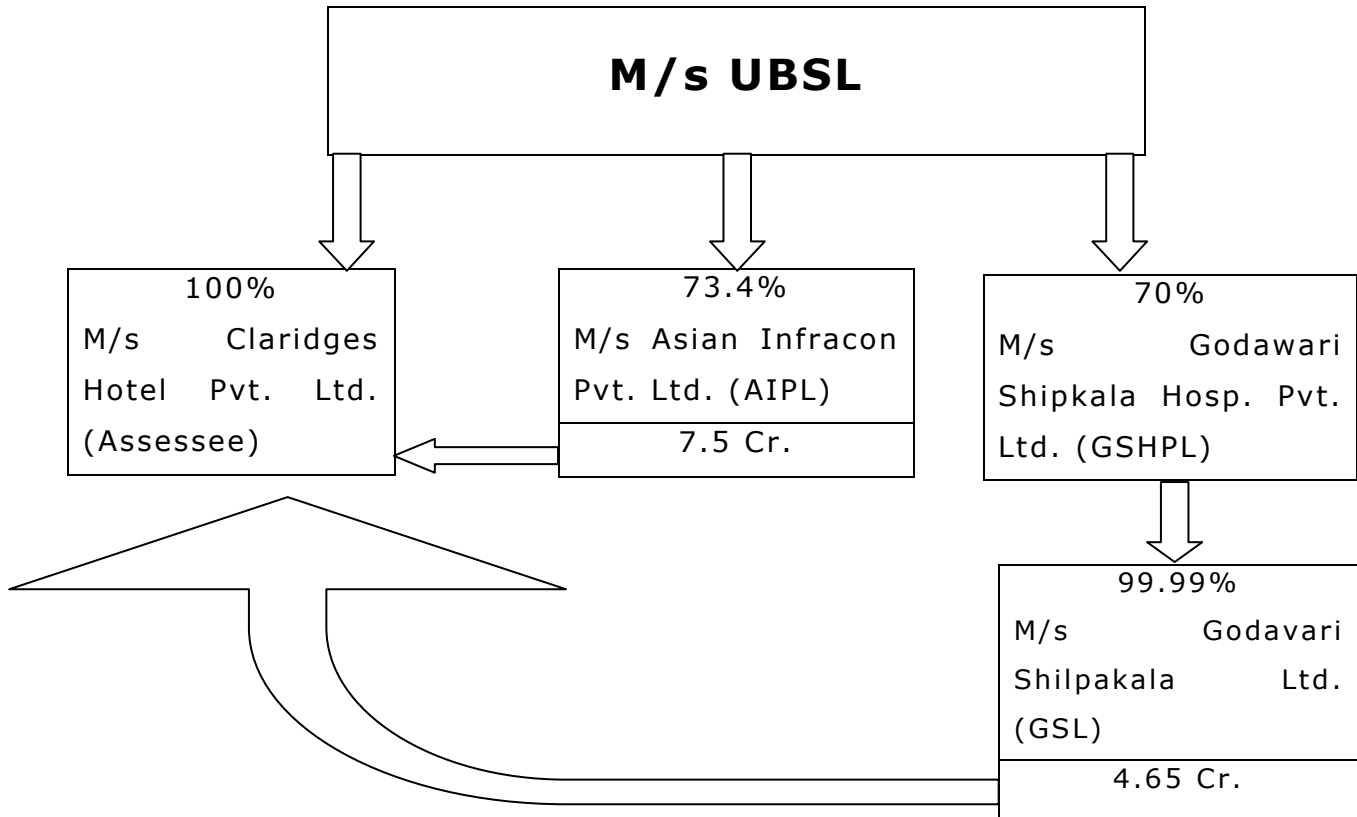 M/s UBSL
100%
M/s Claridges
Hotel Pvt. Ltd.
(Assessee)
73.4%
M/s Asian Infracon
Pvt. Ltd. (AIPL)
7.5 Cr.
70%
M/s Godawari
Shipkala Hosp. Pvt.
Ltd. (GSHPL)
99.99%
M/s Godavari
Shilpakala Ltd.
(GSL)
4.65 Cr.